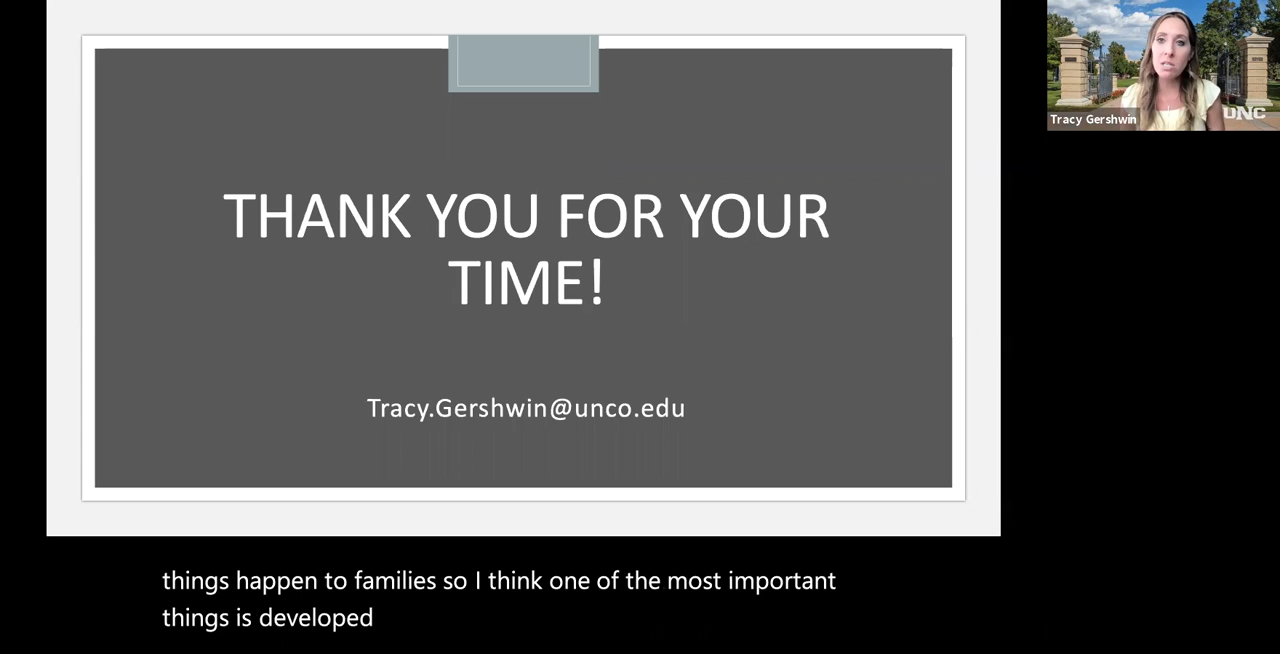 THANK YOU FOR YOUR
TIME!
Tracy.Gershwin@unco.edu
Tracy Gershwin
UNC
things happen to families so I think one of the most important
things is developed